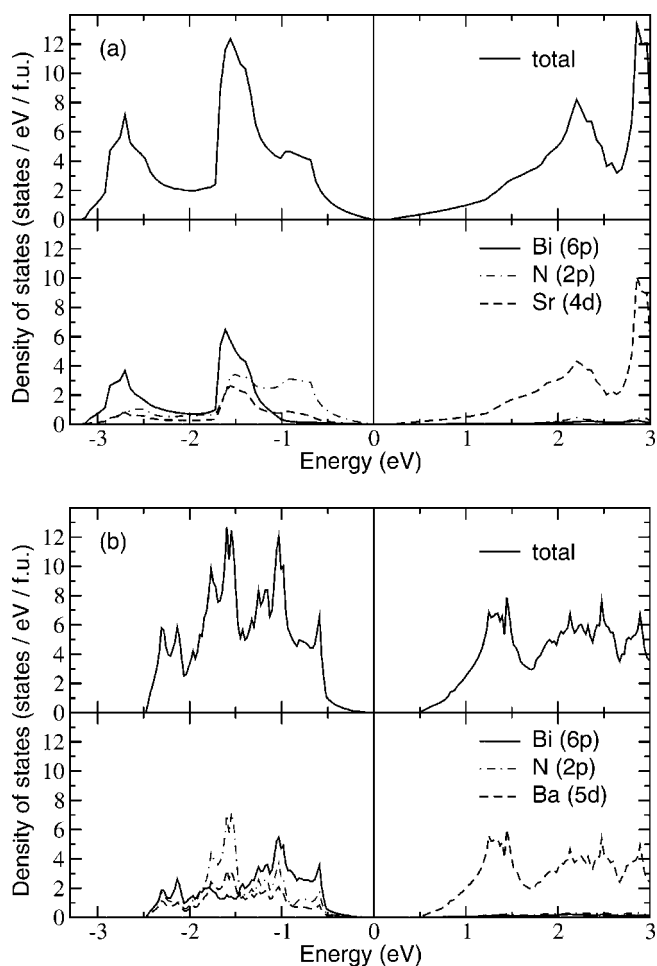 (a)
total
12
10
8
6
4
2
0
Bi (6p)
N (2p)
Sr (4d)
12
10
8
6
4
2
0
-3 -2 -1 0 1 2 3
Energy (eV)
Density of states (states / eV / f.u.)
(b)
total
12
10
8
6
4
2
0
Bi (6p)
N (2p)
Ba (5d)
12
10
8
6
4
2
0
-3 -2 -1 0 1 2 3
Energy (eV)
Density of states (states / eV / f.u.)